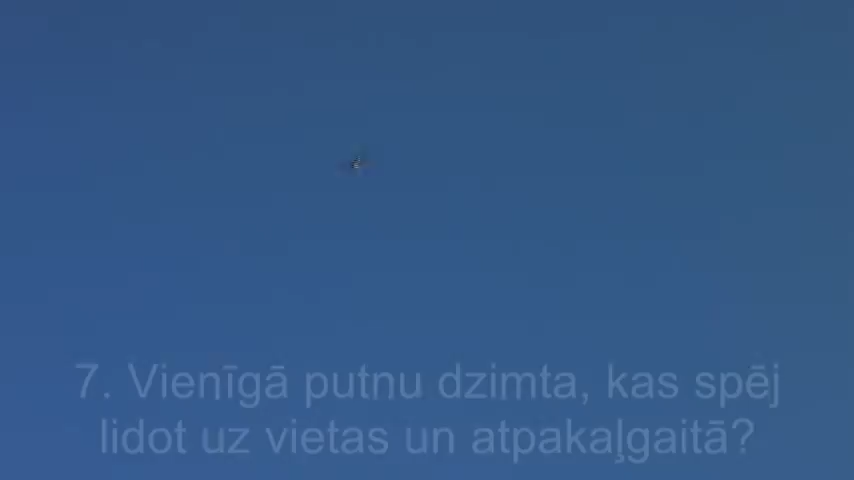 7. Vienīgā putnu dzimta, kas spēj
lidot uz vietas un atpakaļgaitā?